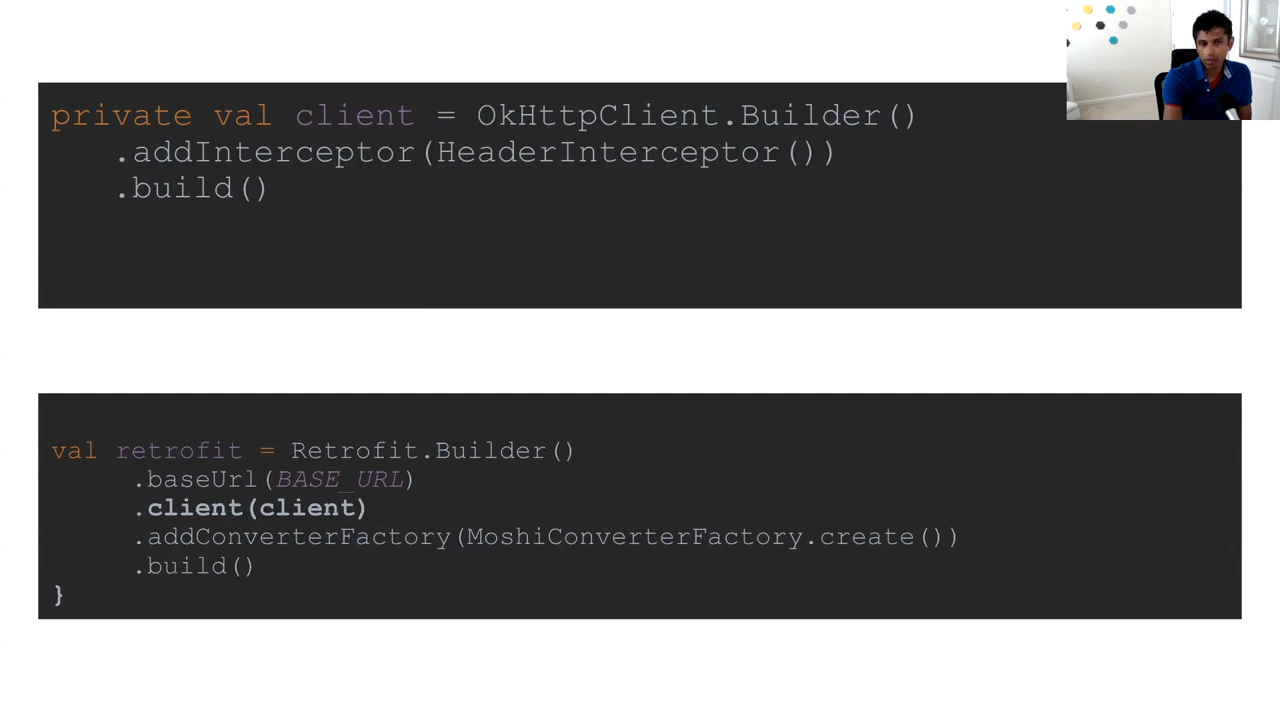 private val client = OkHttpClient.Builder()
.addInterceptor(HeaderInterceptor())
.build()
val retrofit = Retrofit.Builder()
.baseUrl(BASE_URL)
.client(client)
.addConverterFactory(MoshiConverterFactory.create())
.build()
}